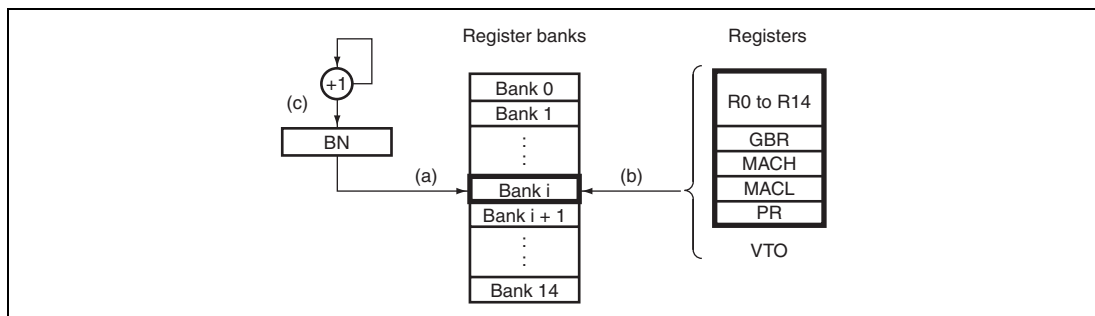 Register banks
Registers
+1
(c)
BN
(a)
Bank 0
Bank 1
:
:
Bank i
Bank i + 1
:
:
Bank 14
(b)
R0 to R14
GBR
MACH
MACL
PR
VTO